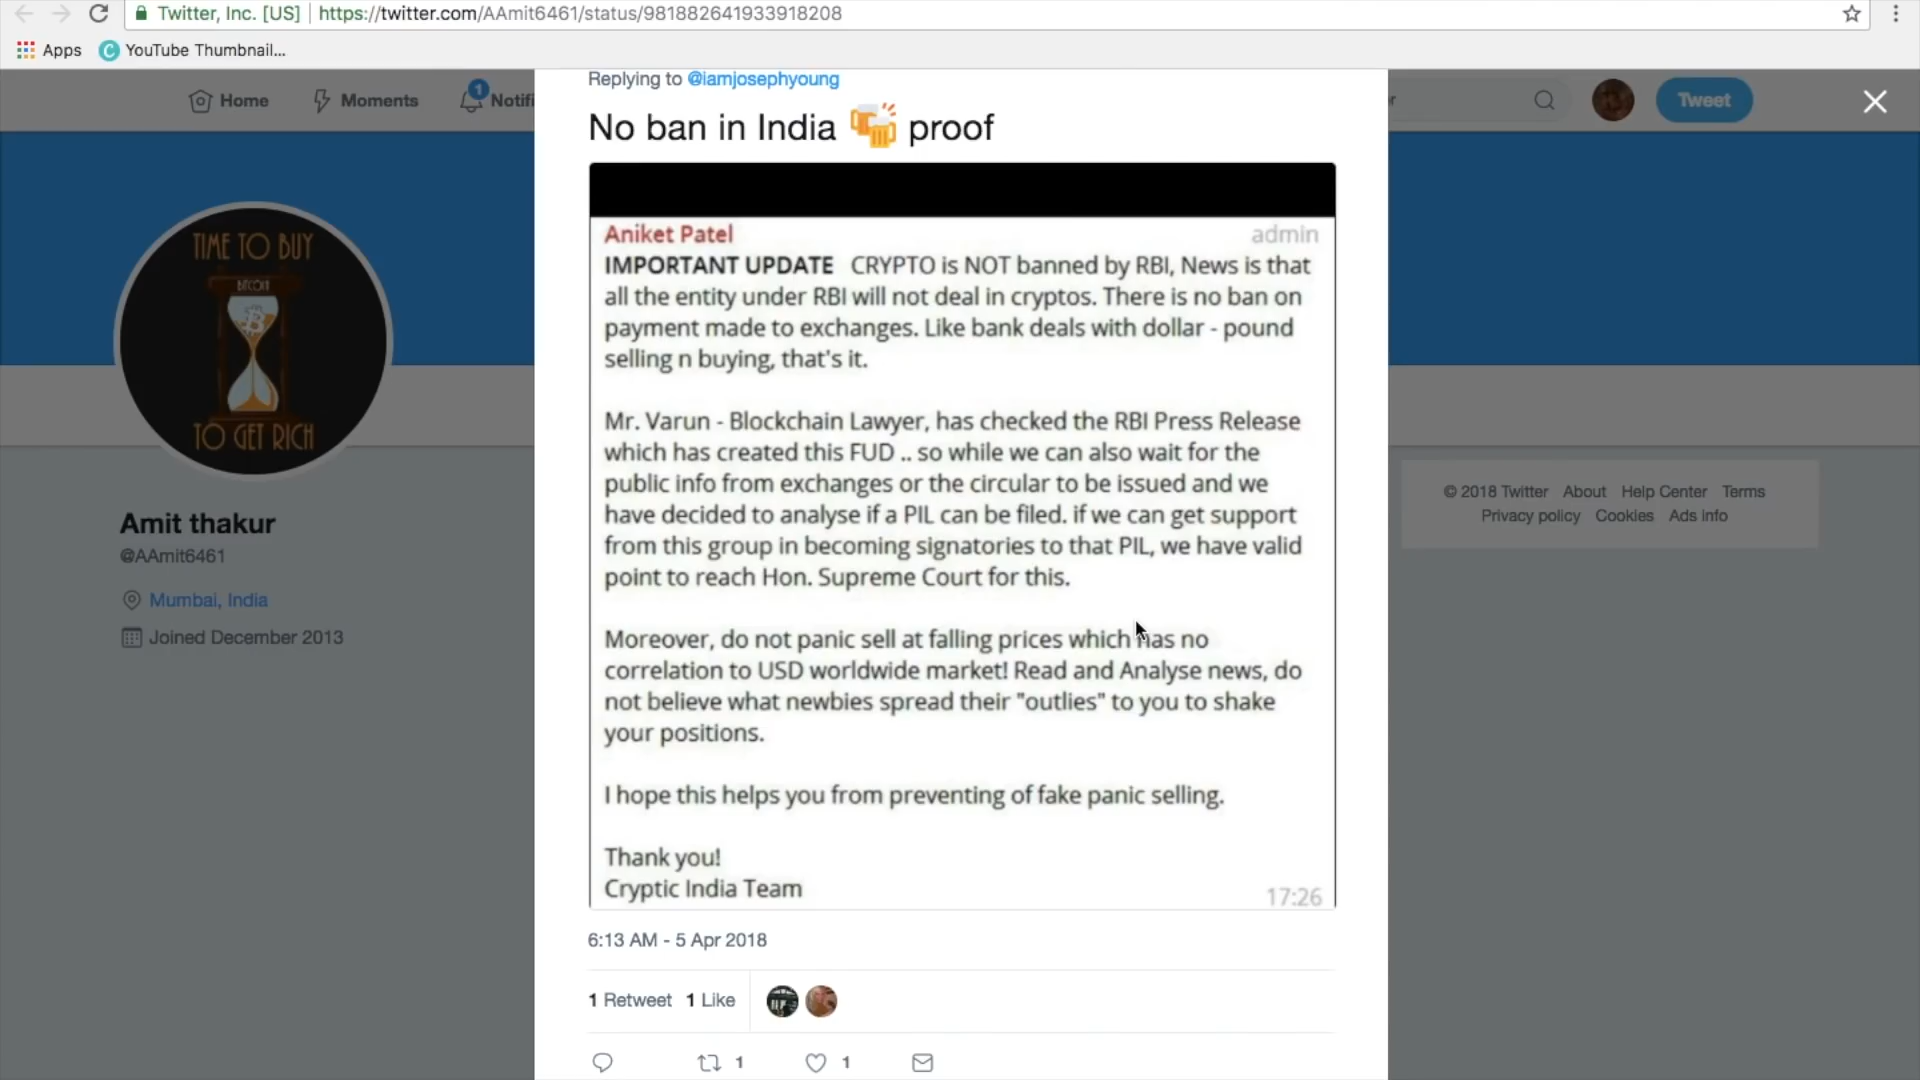 Twitter, Inc. [US]
https://twitter.com/AAmit6461/status/981882641933918208
Apps
YouTube Thumbnail...
Home
Moments
1
Tweet
Replying to @iamjosephyoung
No ban in India 🍻 proof
Aniket Patel
admin
IMPORTANT UPDATE CRYPTO is NOT banned by RBI, News is that
all the entity under RBI will not deal in cryptos. There is no ban on
payment made to exchanges. Like bank deals with dollar - pound
selling n buying, that's it.
Mr. Varun - Blockchain Lawyer, has checked the RBI Press Release
which has created this FUD .. so while we can also wait for the
public info from exchanges or the circular to be issued and we
have decided to analyse if a PIL can be filed. if we can get support
from this group in becoming signatories to that PIL, we have valid
point to reach Hon. Supreme Court for this.
Moreover, do not panic sell at falling prices which has no
correlation to USD worldwide market! Read and Analyse news, do
not believe what newbies spread their "outlies" to you to shake
your positions.
I hope this helps you from preventing of fake panic selling.
Thank you!
Cryptic India Team
17:26
6:13 AM - 5 Apr 2018
1 Retweet 1 Like
1
1
TIME TO BUY
BITCOIN
TO GET RICH
Amit thakur
@AAmit6461
Mumbai, India
Joined December 2013
© 2018 Twitter About Help Center Terms
Privacy policy Cookies Ads info